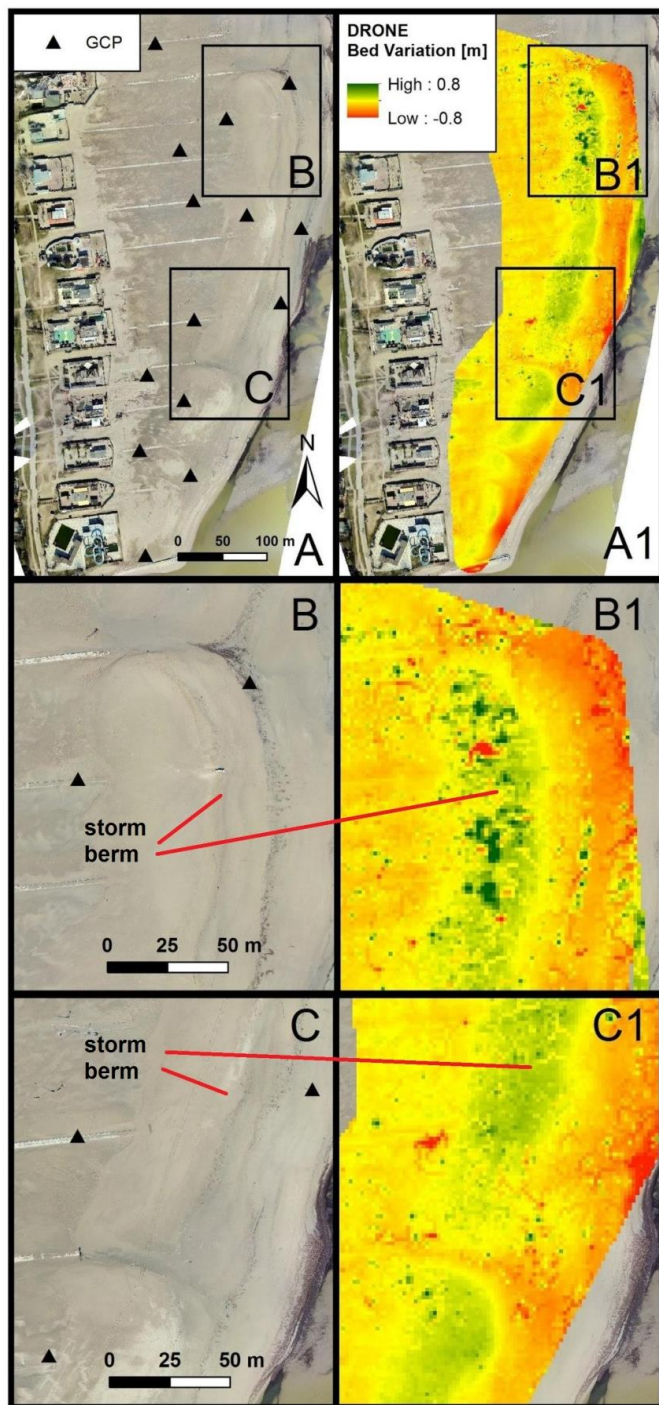 GCP
DRONE
Bed Variation [m]
High : 0.8
Low : -0.8
B
B1
C
C1
N
0 50 100 m
A
A1
B
B1
storm
berm
0 25 50 m
C
C1
storm
berm
0 25 50 m